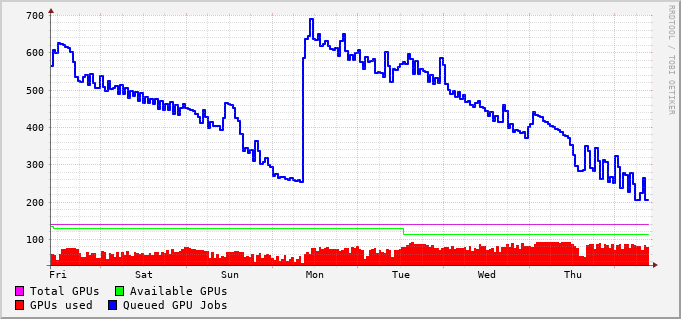 700
600
500
400
300
200
100
Fri Sat Sun Mon Tue Wed Thu
Total GPUs Available GPUs
GPUs used Queued GPU Jobs
RRDTOOL / TOBI OETIKER